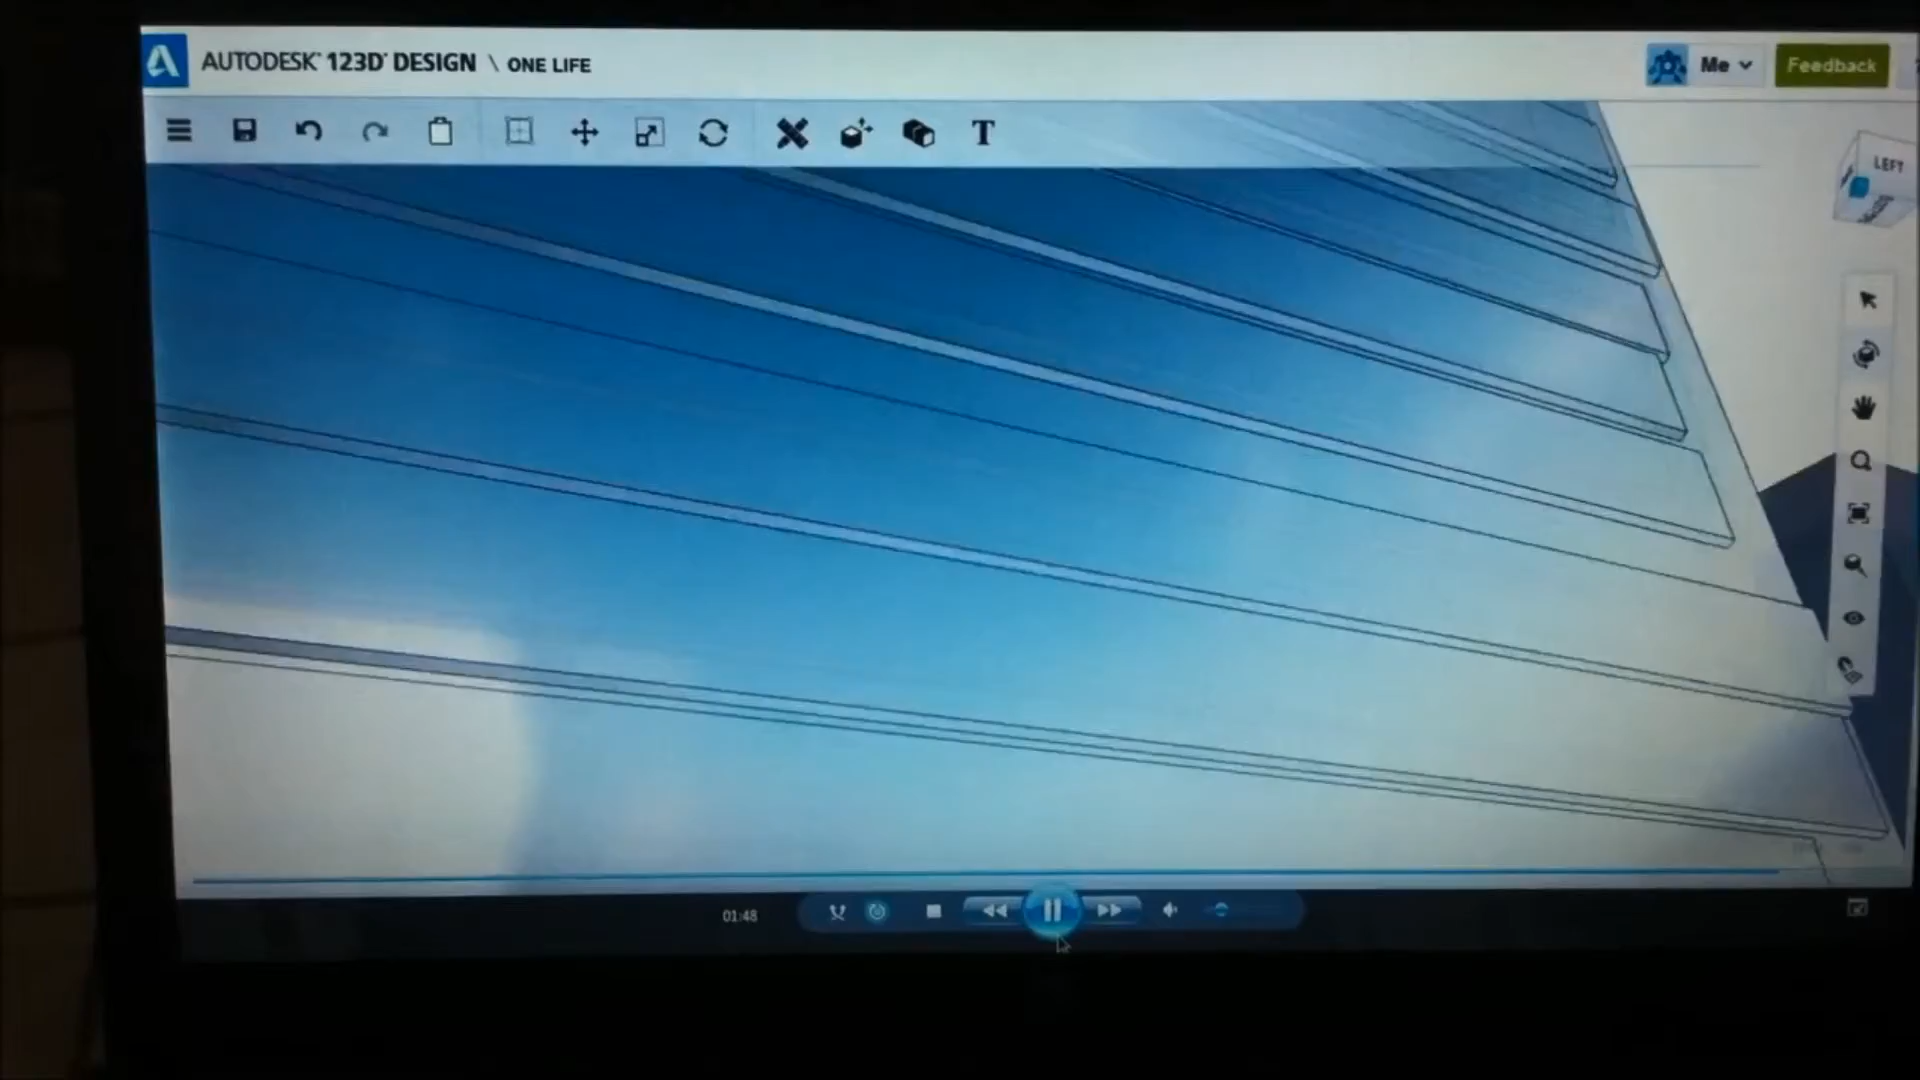 AUTODESK® 123D® DESIGN \ ONE LIFE
Me
Feedback
T
LEFT
01:48